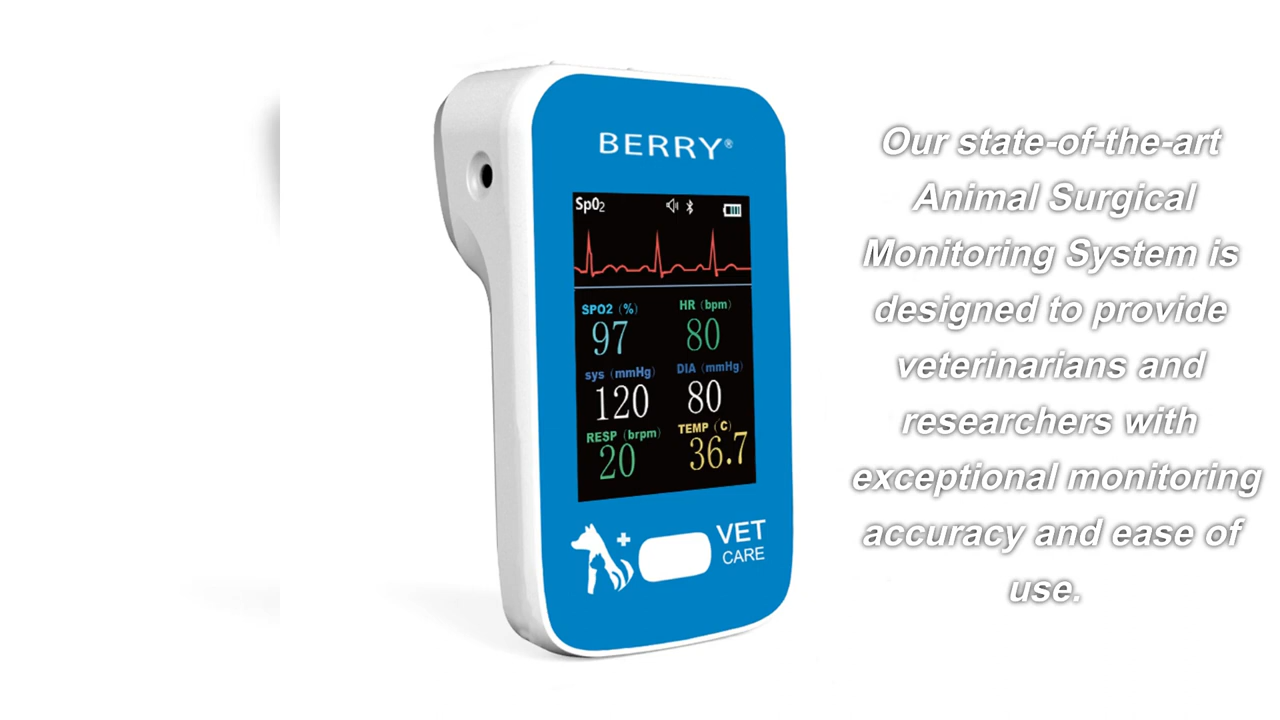 BERRY®
SpO2
SPO2 (%) HR (bpm)
97 80
sys (mmHg) DIA (mmHg)
120 80
RESP (brpm) TEMP (C)
20 36.7
VET
CARE
Our state-of-the-art
Animal Surgical
Monitoring System is
designed to provide
veterinarians and
researchers with
exceptional monitoring
accuracy and ease of
use.